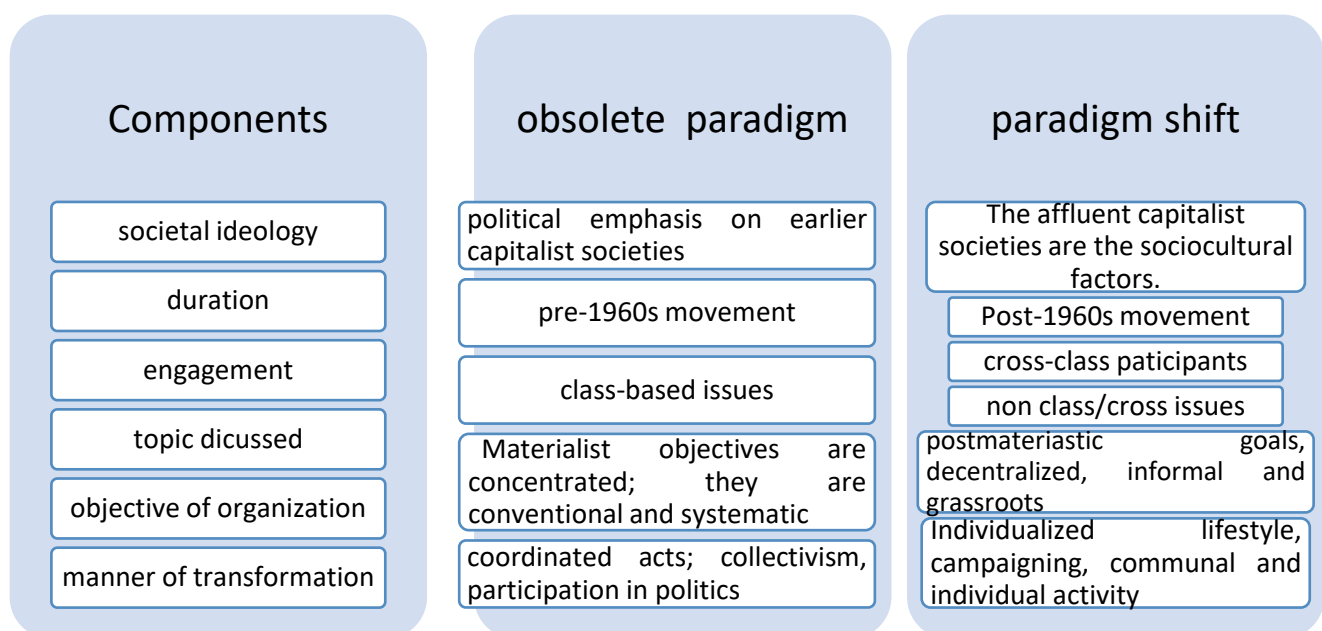 Components
societal ideology
duration
engagement
topic dicussed
objective of organization
manner of transformation
obsolete paradigm
political emphasis on earlier
capitalist societies
pre-1960s movement
class-based issues
Materialist objectives are
concentrated; they are
conventional and systematic
coordinated acts; collectivism,
participation in politics
paradigm shift
The affluent capitalist
societies are the sociocultural
factors.
Post-1960s movement
cross-class paticipants
non class/cross issues
postmateriastic goals,
decentralized, informal and
grassroots
Individualized lifestyle,
campaigning, communal and
individual activity